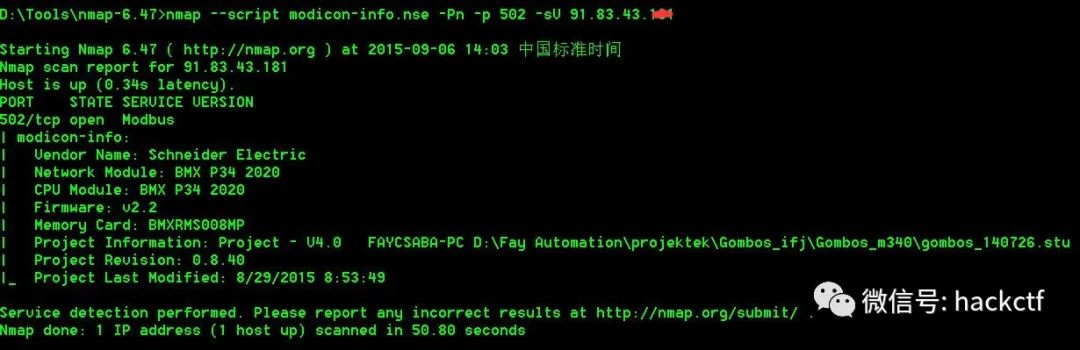 D:\Tools\nmap-6.47>nmap --script modicon-info.nse -Pn -p 502 -sV 91.83.43.
Starting Nmap 6.47 ( http://nmap.org ) at 2015-09-06 14:03 中国标准时间
Nmap scan report for 91.83.43.181
Host is up (0.34s latency).
PORT    STATE SERVICE VERSION
502/tcp open  Modbus
| modicon-info:
|   Vendor Name: Schneider Electric
|   Network Module: BMX P34 2020
|   CPU Module: BMX P34 2020
|   Firmware: v2.2
|   Memory Card: BMXRMS008MP
|   Project Information: Project - V4.0   FAYCSABA-PC D:\Fay Automation\projektek\Gombos_ifj\Gombos_m340\gombos_140726.stu
|   Project Revision: 0.8.40
|_  Project Last Modified: 8/29/2015 8:53:49
Service detection performed. Please report any incorrect results at http://nmap.org/submit/ .
Nmap done: 1 IP address (1 host up) scanned in 50.80 seconds
微信号: hackctf